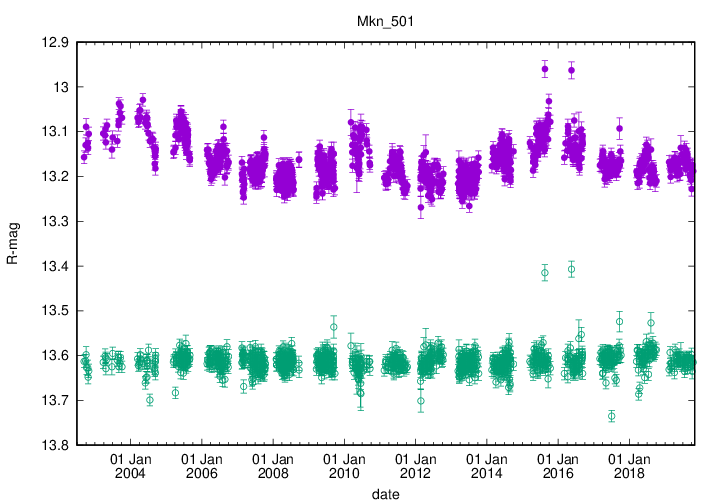 Mkn_501
12.9
13
13.1
13.2
13.3
13.4
13.5
13.6
13.7
13.8
R-mag
01 Jan 01 Jan 01 Jan 01 Jan 01 Jan 01 Jan 01 Jan 01 Jan
2004 2006 2008 2010 2012 2014 2016 2018
date